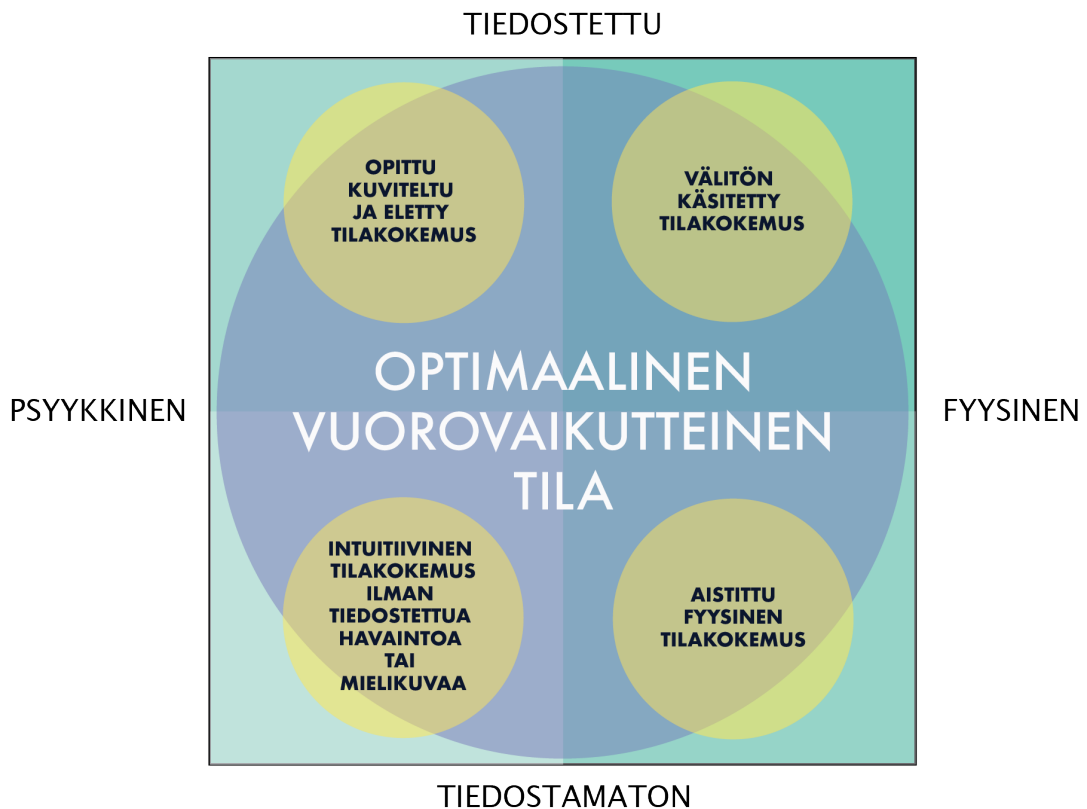 TIEDOSTETTU
OPITTU
KUVITELTU
JA ELETTY
TILAKOKEMUS
VÄLITÖN
KÄSITETTY
TILAKOKEMUS
PSYYKKINEN
OPTIMAALINEN
VUOROVAIKUTTEINEN
TILA
FYYSINEN
INTUITIIVINEN
TILAKOKEMUS
ILMAN
TIEDOSTETTUA
HAVAINTOA
TAI
MIELIKUVAA
AISTITTU
FYYSINEN
TILAKOKEMUS
TIEDOSTAMATON